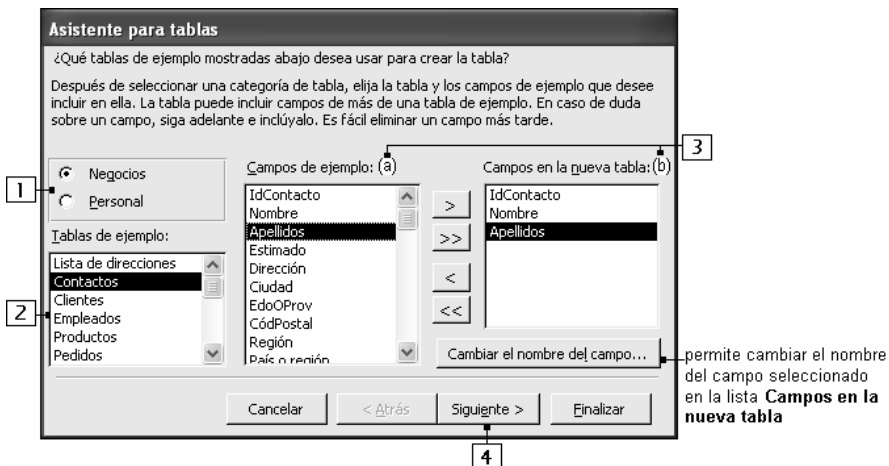 Asistente para tablas
¿Qué tablas de ejemplo mostradas abajo desea usar para crear la tabla?
Después de seleccionar una categoría de tabla, elija la tabla y los campos de ejemplo que desee
incluir en ella. La tabla puede incluir campos de más de una tabla de ejemplo. En caso de duda
sobre un campo, siga adelante e inclúyalo. Es fácil eliminar un campo más tarde.
3
1
Negocios
Personal
Tablas de ejemplo:
2
Lista de direcciones
Contactos
Clientes
Empleados
Productos
Pedidos
Campos de ejemplo: (a)
IdContacto
Nombre
Apellidos
Estimado
Dirección
Ciudad
EdoOProv
CódPostal
Región
País o región
>
>>
<
<<
Campos en la nueva tabla: (b)
IdContacto
Nombre
Apellidos
Cambiar el nombre del campo...
permite cambiar el nombre
del campo seleccionado
en la lista Campos en la
nueva tabla
Cancelar
< Atrás
Siguiente >
Finalizar
4